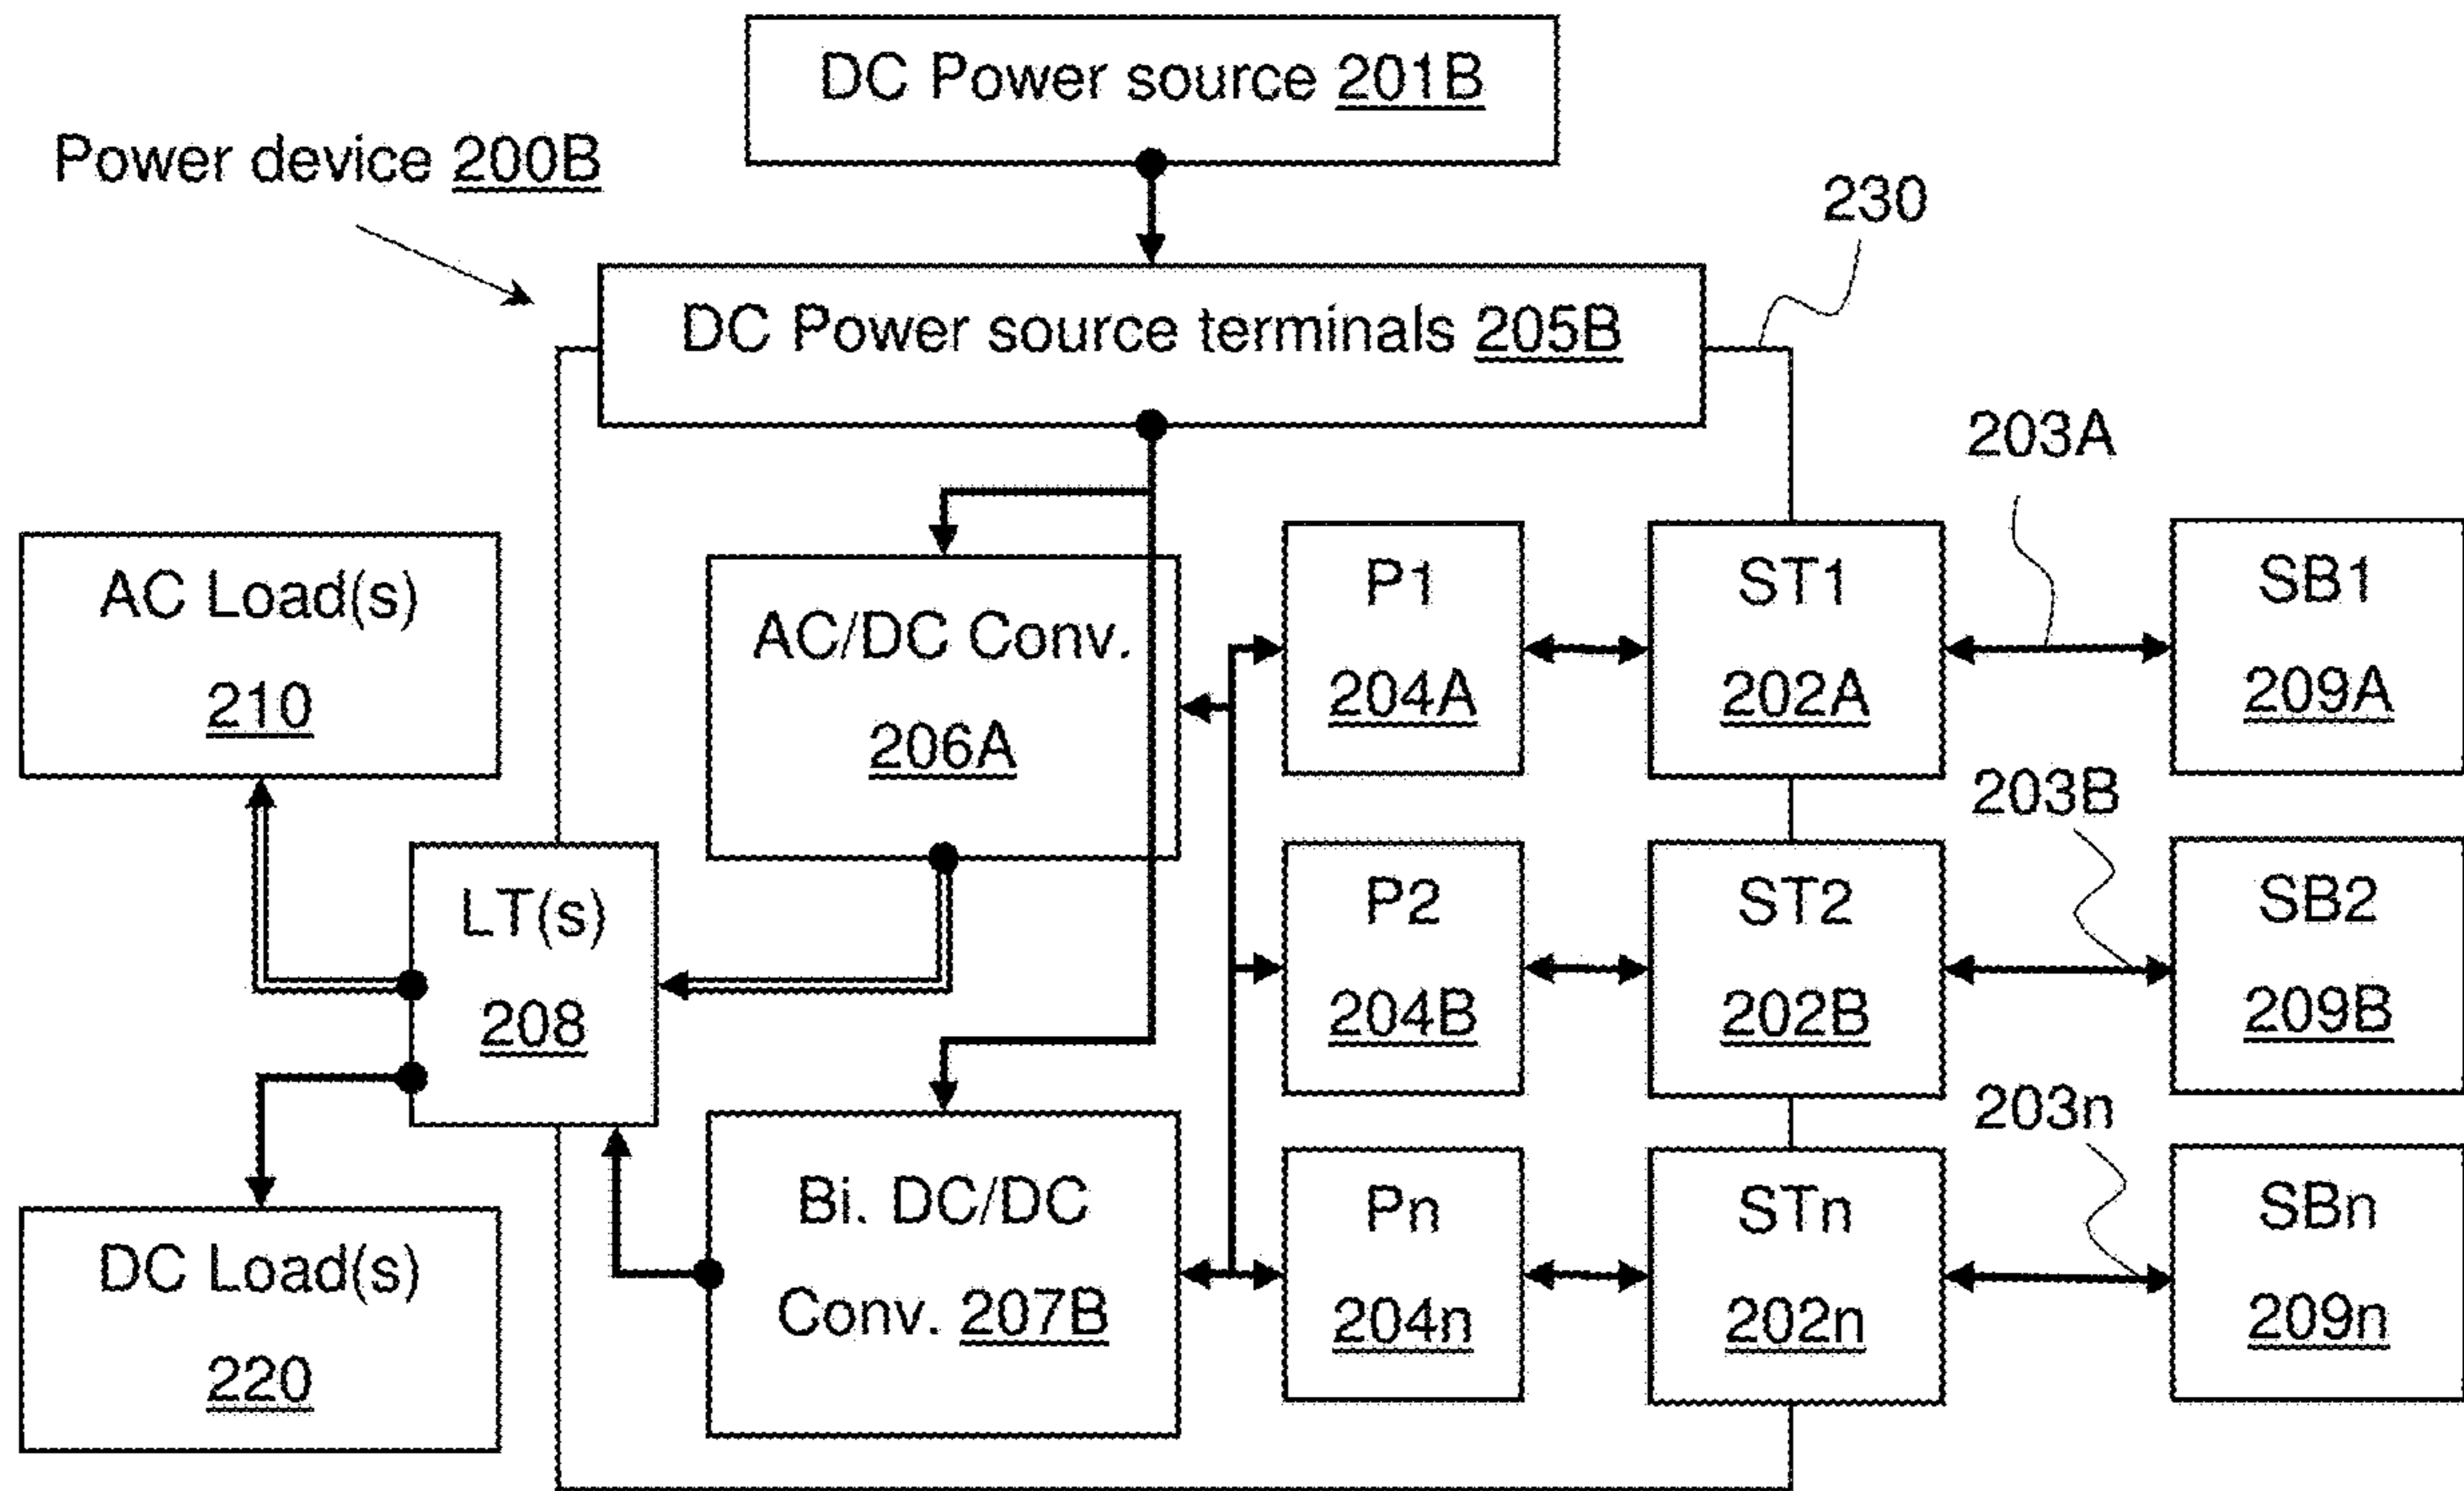 DC Power source 201B
Power device 200B
230
DC Power source terminals 205B
203A
AC Load(s)
210
AC/DC Conv.
206A
P1
204A
ST1
202A
SB1
209A
203B
LT(s)
208
P2
204B
ST2
202B
SB2
209B
203n
DC Load(s)
220
Bi. DC/DC
Conv. 207B
Pn
204n
STn
202n
SBn
209n